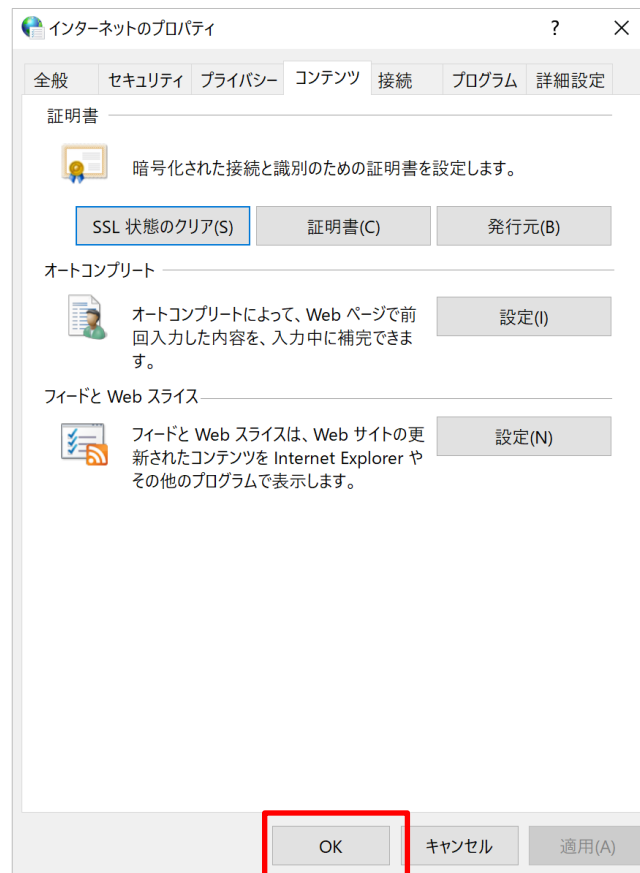 インターネットのプロパティ ? ×
全般 セキュリティ プライバシー コンテンツ 接続 プログラム 詳細設定
証明書
暗号化された接続と識別のための証明書を設定します。
SSL 状態のクリア(S) 証明書(C) 発行元(B)
オートコンプリート
オートコンプリートによって、Web ページで前
回入力した内容を、入力中に補完できま
す。
設定(I)
フィードと Web スライス
フィードと Web スライスは、Web サイトの更
新されたコンテンツを Internet Explorer や
その他のプログラムで表示します。
設定(N)
OK キャンセル 適用(A)